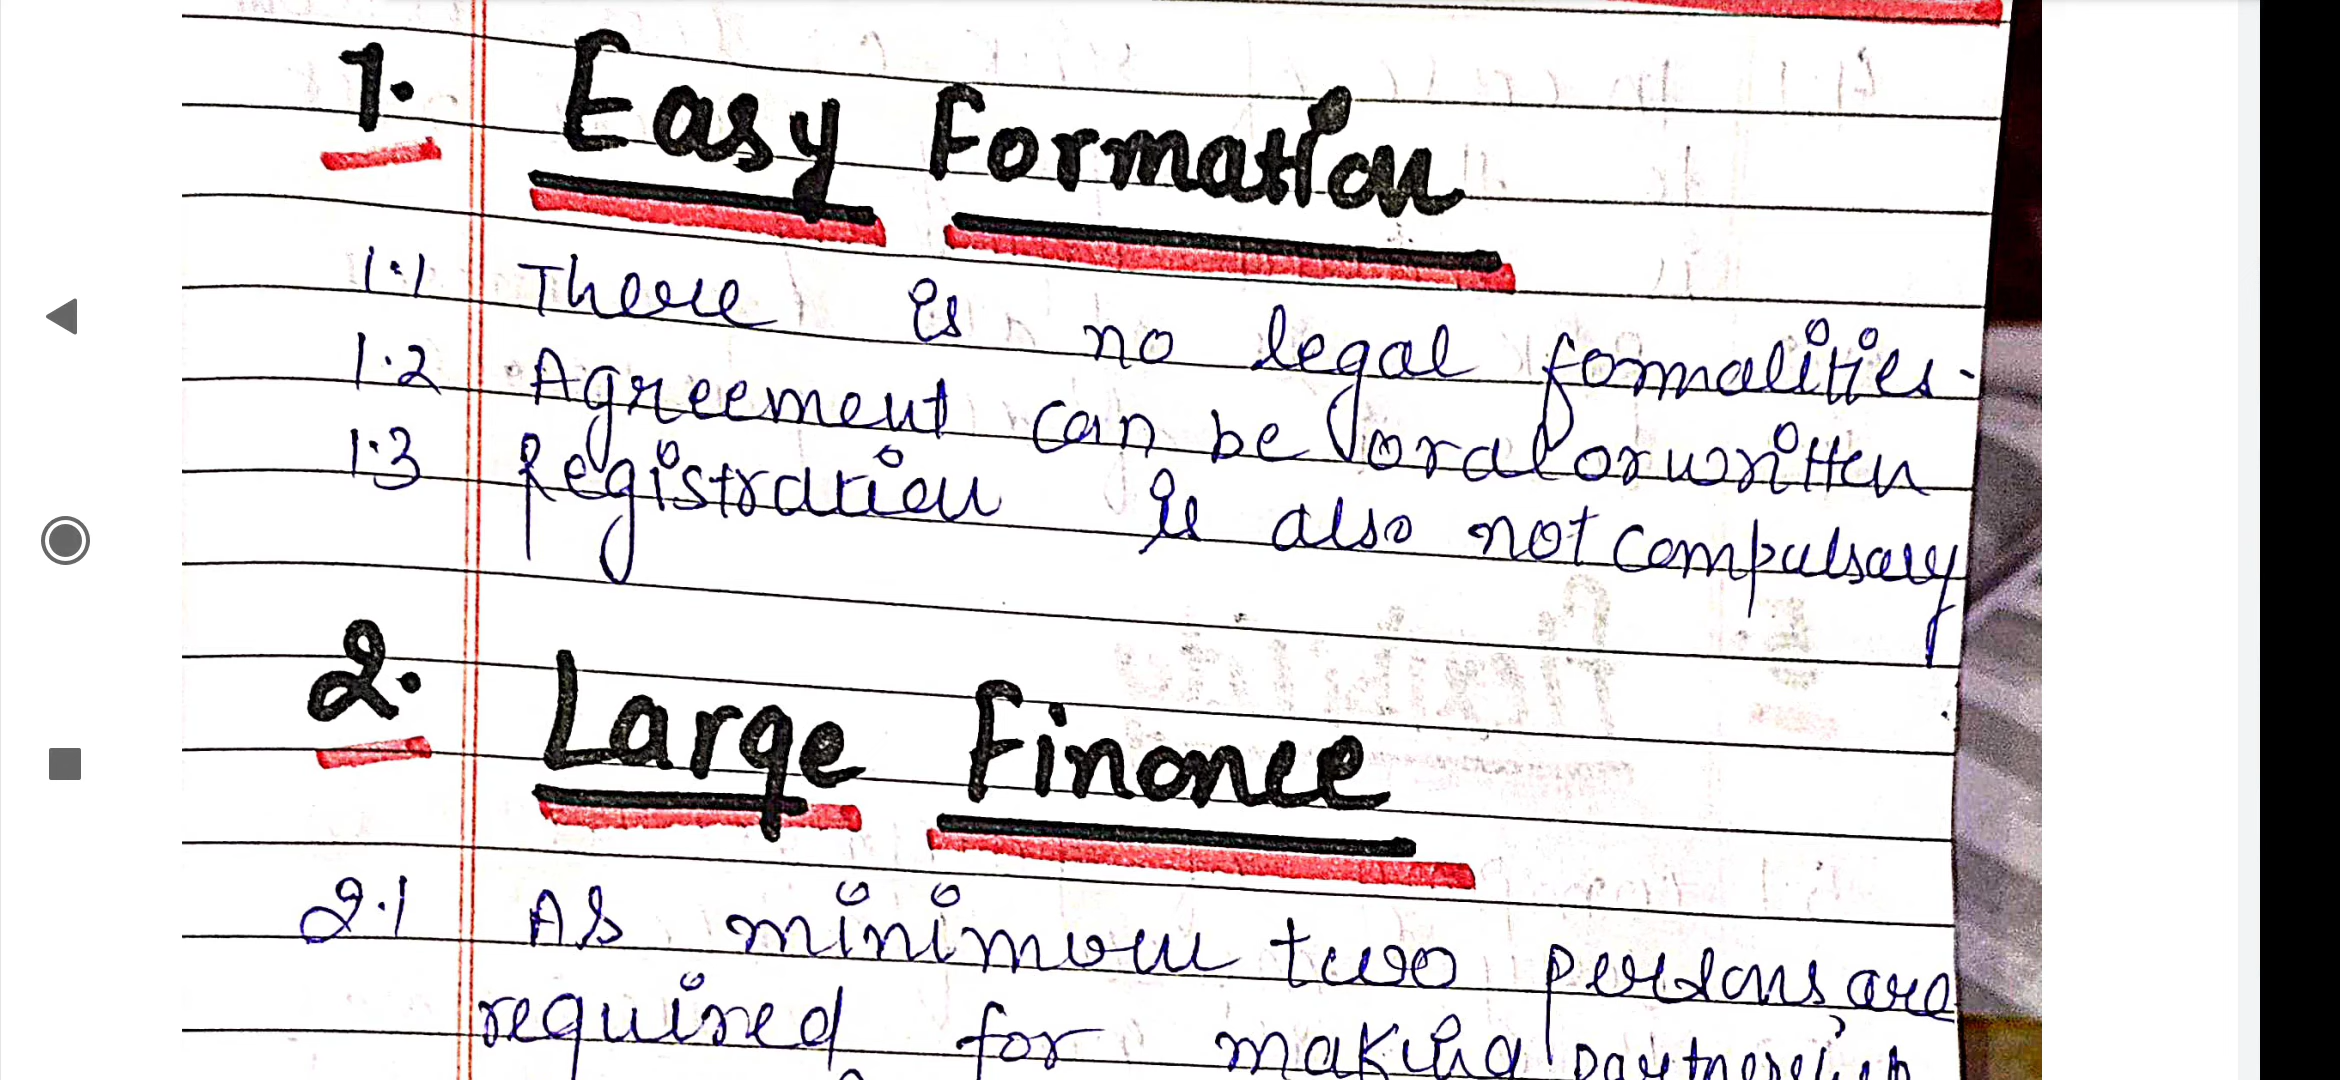 1. Easy Formation
1.1 There is no legal formalities.
1.2 Agreement can be oral or written
1.3 Registration is also not compulsary
2. Large Finance
2.1 As minimum two persons are
required for making partnership